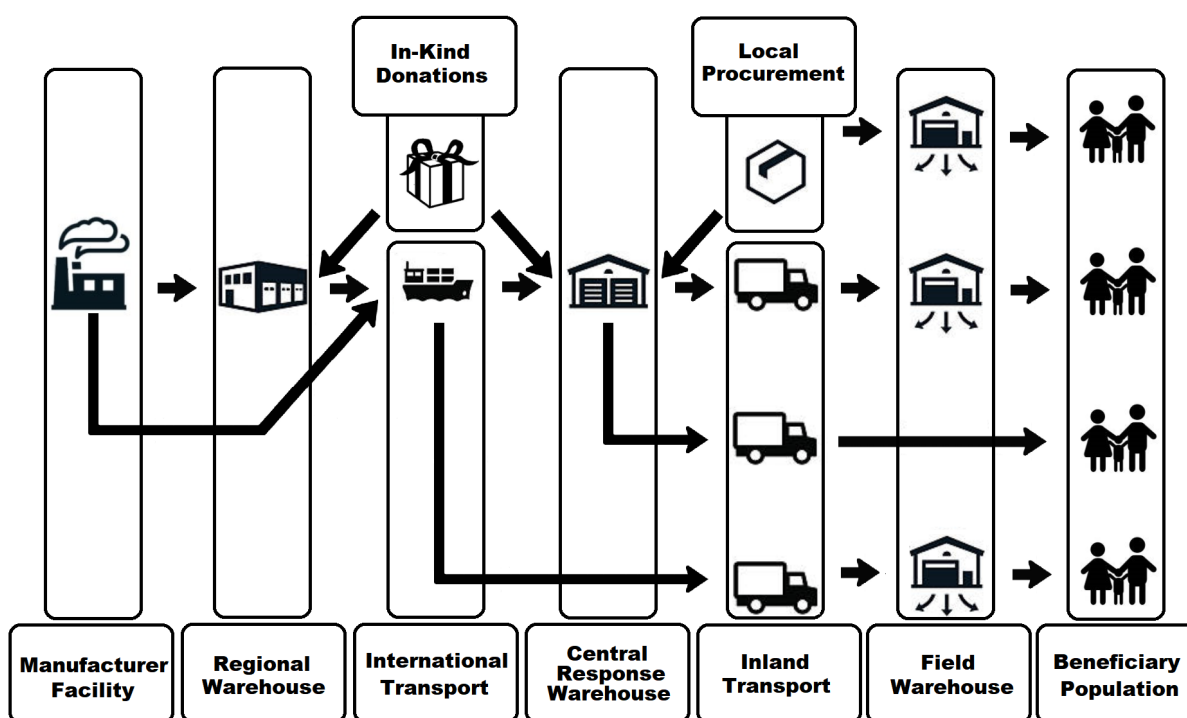 In-Kind
Donations
Local
Procurement
Manufacturer
Facility
Regional
Warehouse
International
Transport
Central
Response
Warehouse
Inland
Transport
Field
Warehouse
Beneficiary
Population